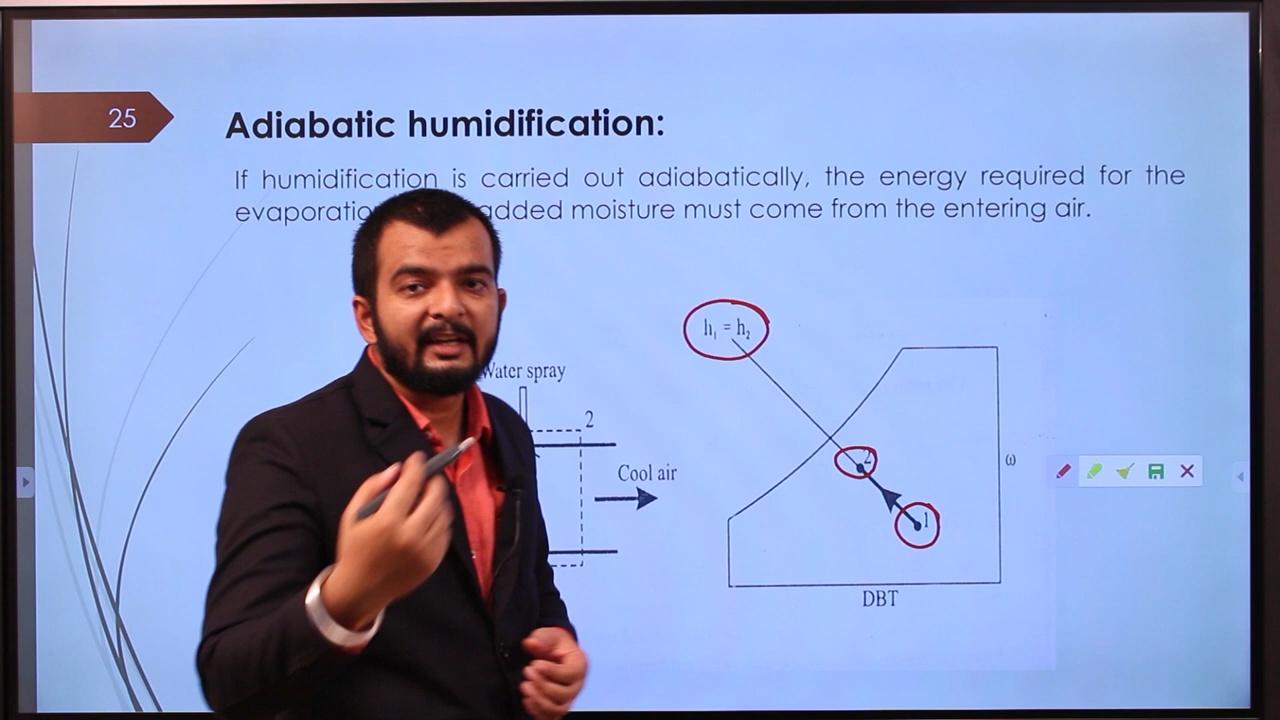 25
Adiabatic humidification:
If humidification is carried out adiabatically, the energy required for the
added moisture must come from the entering air.
h₁ = h₂
Water spray
2
2
Cool air
ω
1
DBT